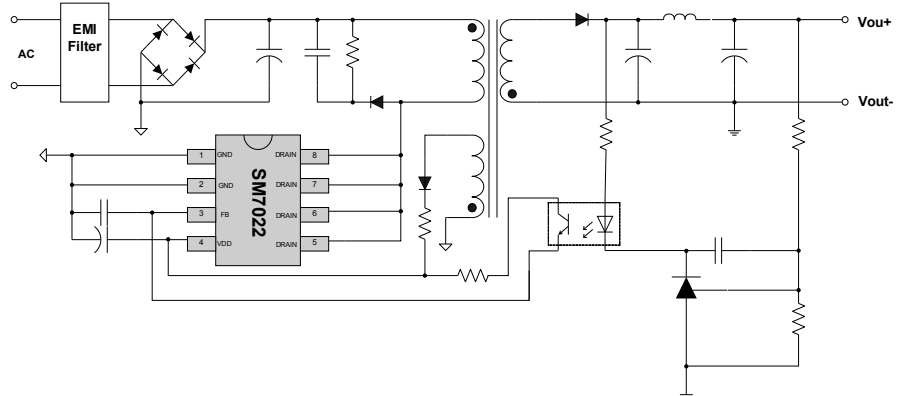 EMI
Filter
AC
Vou+
Vout-
SM7022
1 GND
2 GND
3 FB
4 VDD
DRAIN 8
DRAIN 7
DRAIN 6
DRAIN 5